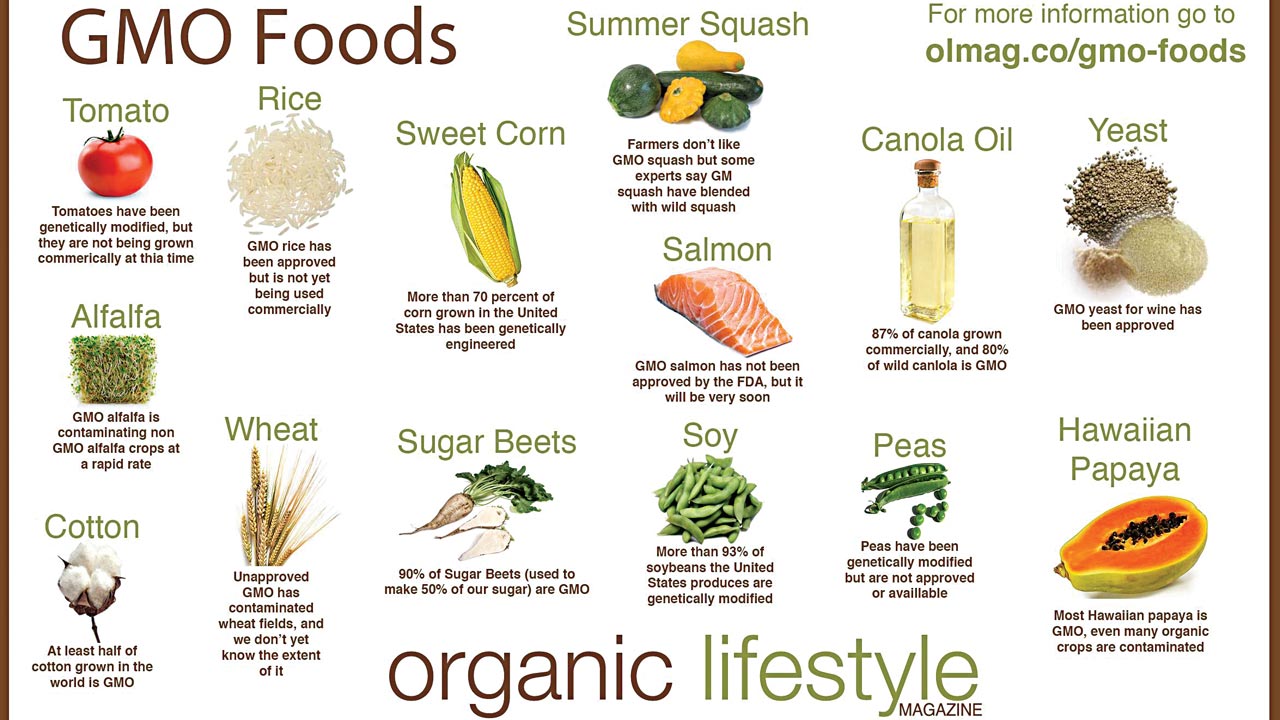 GMO Foods
For more information go to
olmag.co/gmo-foods
Tomato
Tomatoes have been
genetically modified, but
they are not being grown
commerically at thia time
Rice
GMO rice has
been approved
but is not yet
being used
commercially
Sweet Corn
More than 70 percent of
corn grown in the United
States has been genetically
engineered
Summer Squash
Farmers don't like
GMO squash but some
experts say GM
squash have blended
with wild squash
Salmon
GMO salmon has not been
approved by the FDA, but it
will be very soon
Canola Oil
87% of canola grown
commercially, and 80%
of wild canlola is GMO
Yeast
GMO yeast for wine has
been approved
Alfalfa
GMO alfalfa is
contaminating non
GMO alfalfa crops at
a rapid rate
Cotton
At least half of
cotton grown in the
world is GMO
Wheat
Unapproved
GMO has
contaminated
wheat fields, and
we don't yet
know the extent
of it
Sugar Beets
90% of Sugar Beets (used to
make 50% of our sugar) are GMO
Soy
More than 93% of
soybeans the United
States produces are
genetically modified
Peas
Peas have been
genetically modified
but are not approved
or availlable
Hawaiian
Papaya
Most Hawaiian papaya is
GMO, even many organic
crops are contaminated
organic lifestyle
MAGAZINE